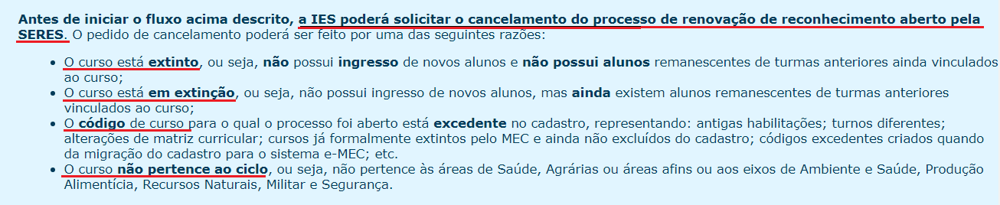 Antes de iniciar o fluxo acima descrito, a IES poderá solicitar o cancelamento do processo de renovação de reconhecimento aberto pela
SERES. O pedido de cancelamento poderá ser feito por uma das seguintes razões:
• O curso está extinto, ou seja, não possui ingresso de novos alunos e não possui alunos remanescentes de turmas anteriores ainda vinculados
ao curso;
• O curso está em extinção, ou seja, não possui ingresso de novos alunos, mas ainda existem alunos remanescentes de turmas anteriores
vinculados ao curso;
• O código de curso para o qual o processo foi aberto está excedente no cadastro, representando: antigas habilitações; turnos diferentes;
alterações de matriz curricular; cursos já formalmente extintos pelo MEC e ainda não excluídos do cadastro; códigos excedentes criados quando
da migração do cadastro para o sistema e-MEC; etc.
• O curso não pertence ao ciclo, ou seja, não pertence às áreas de Saúde, Agrárias ou áreas afins ou aos eixos de Ambiente e Saúde, Produção
Alimentícia, Recursos Naturais, Militar e Segurança.